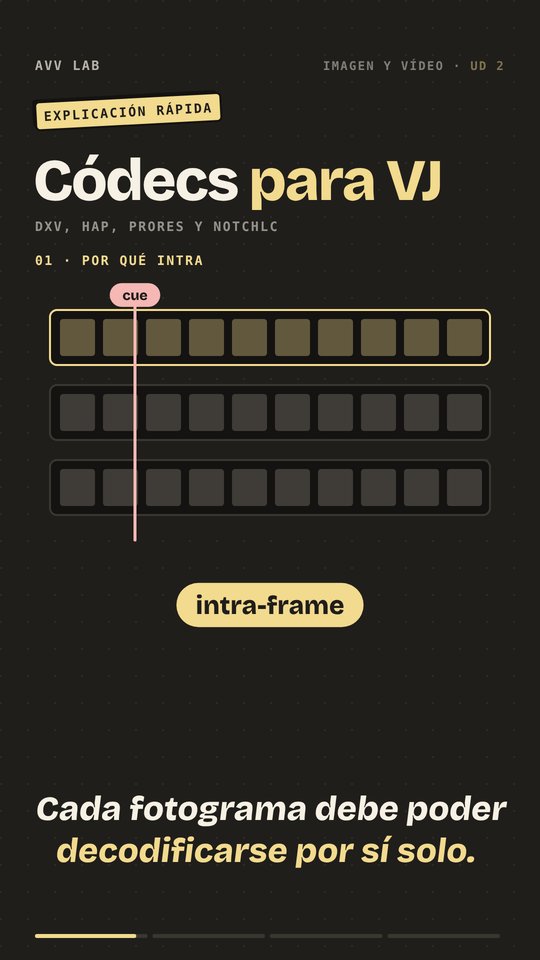 AVV LAB
IMAGEN Y VÍDEO · UD 2
EXPLICACIÓN RÁPIDA
Códecs para VJ
DXV, HAP, PRORES Y NOTCHLC
01 · POR QUÉ INTRA
cue
intra-frame
Cada fotograma debe poder
decodificarse por sí solo.